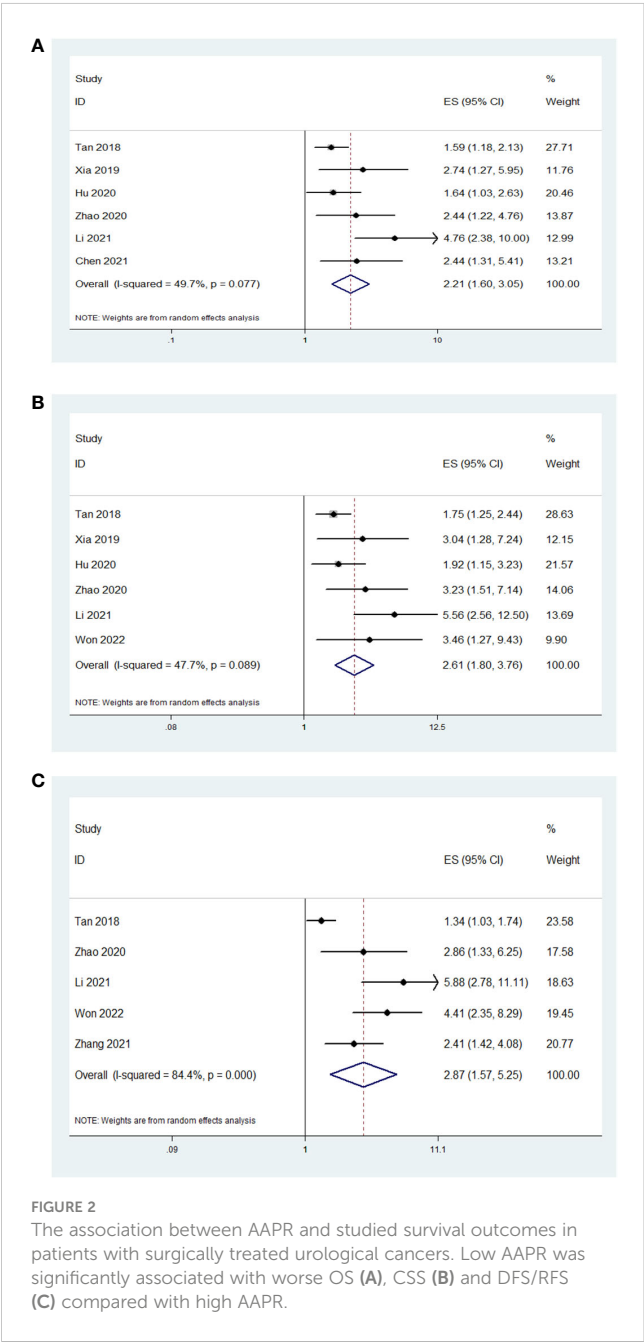 A
Study %
ID ES (95% CI) Weight
Tan 2018 1.59 (1.18, 2.13) 27.71
Xia 2019 2.74 (1.27, 5.95) 11.76
Hu 2020 1.64 (1.03, 2.63) 20.46
Zhao 2020 2.44 (1.22, 4.76) 13.87
Li 2021 4.76 (2.38, 10.00) 12.99
Chen 2021 2.44 (1.31, 5.41) 13.21
Overall (I-squared = 49.7%, p = 0.077) 2.21 (1.60, 3.05) 100.00
NOTE: Weights are from random effects analysis
.1 1 10
B
Study %
ID ES (95% CI) Weight
Tan 2018 1.75 (1.25, 2.44) 28.63
Xia 2019 3.04 (1.28, 7.24) 12.15
Hu 2020 1.92 (1.15, 3.23) 21.57
Zhao 2020 3.23 (1.51, 7.14) 14.06
Li 2021 5.56 (2.56, 12.50) 13.69
Won 2022 3.46 (1.27, 9.43) 9.90
Overall (I-squared = 47.7%, p = 0.089) 2.61 (1.80, 3.76) 100.00
NOTE: Weights are from random effects analysis
.08 1 12.5
C
Study %
ID ES (95% CI) Weight
Tan 2018 1.34 (1.03, 1.74) 23.58
Zhao 2020 2.86 (1.33, 6.25) 17.58
Li 2021 5.88 (2.78, 11.11) 18.63
Won 2022 4.41 (2.35, 8.29) 19.45
Zhang 2021 2.41 (1.42, 4.08) 20.77
Overall (I-squared = 84.4%, p = 0.000) 2.87 (1.57, 5.25) 100.00
NOTE: Weights are from random effects analysis
.09 1 11.1
FIGURE 2
The association between AAPR and studied survival outcomes in
patients with surgically treated urological cancers. Low AAPR was
significantly associated with worse OS (A), CSS (B) and DFS/RFS
(C) compared with high AAPR.